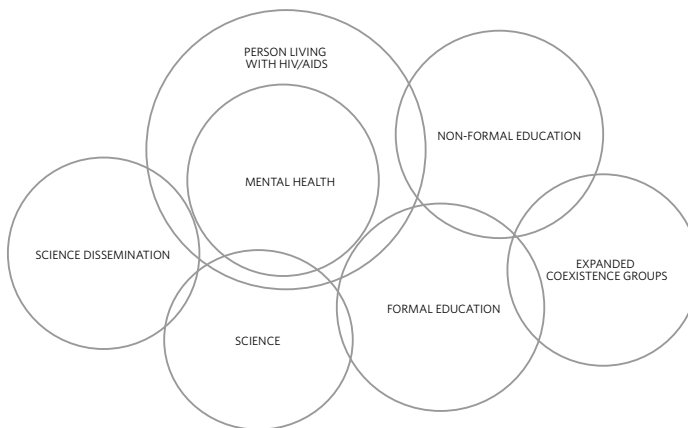 PERSON LIVING
WITH HIV/AIDS
NON-FORMAL EDUCATION
MENTAL HEALTH
SCIENCE DISSEMINATION
EXPANDED
COEXISTENCE GROUPS
FORMAL EDUCATION
SCIENCE